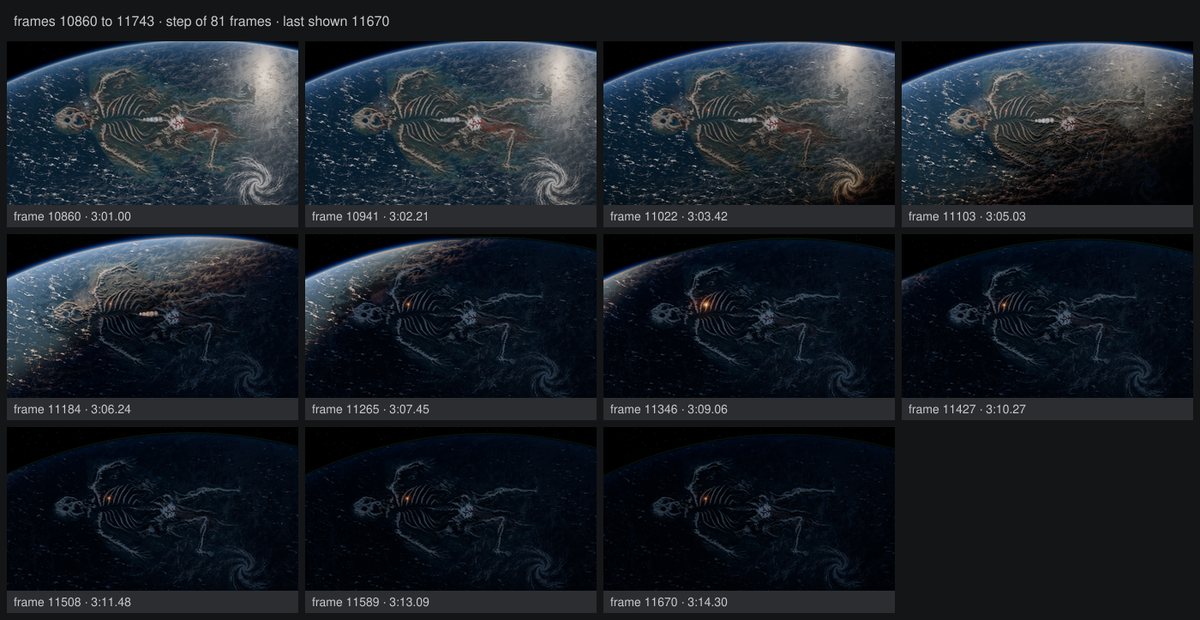 frames 10860 to 11743 · step of 81 frames · last shown 11670
frame 10860 · 3:01.00
frame 10941 · 3:02.21
frame 11022 · 3:03.42
frame 11103 · 3:05.03
frame 11184 · 3:06.24
frame 11265 · 3:07.45
frame 11346 · 3:09.06
frame 11427 · 3:10.27
frame 11508 · 3:11.48
frame 11589 · 3:13.09
frame 11670 · 3:14.30